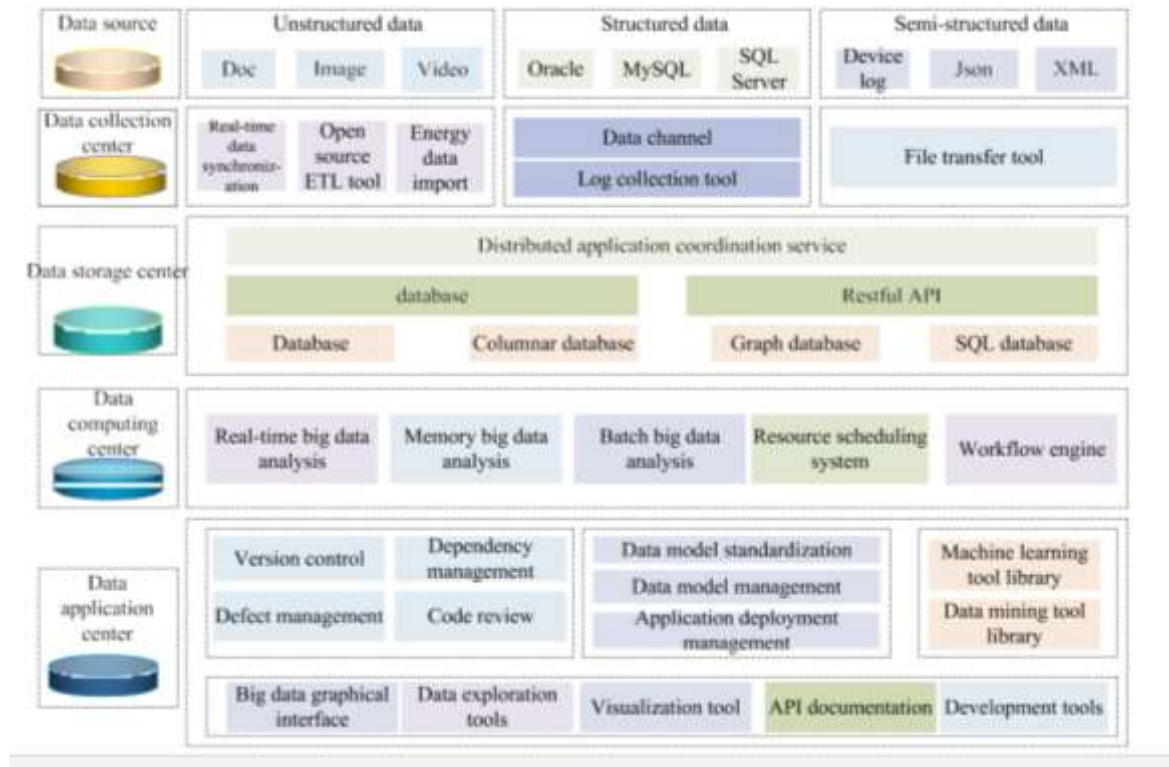 Data source
Unstructured data
Structured data
Semi-structured data
Doc
Image
Video
Oracle
MySQL
SQL
Server
Device
log
Json
XML
Data collection
center
Real-time
data
synchroniz-
ation
Open
source
ETL tool
Energy
data
import
Data channel
Log collection tool
File transfer tool
Data storage center
Distributed application coordination service
database
Restful API
Database
Columnar database
Graph database
SQL database
Data
computing
center
Real-time big data
analysis
Memory big data
analysis
Batch big data
analysis
Resource scheduling
system
Workflow engine
Data
application
center
Version control
Dependency
management
Defect management
Code review
Data model standardization
Data model management
Application deployment
management
Machine learning
tool library
Data mining tool
library
Big data graphical
interface
Data exploration
tools
Visualization tool
API documentation
Development tools